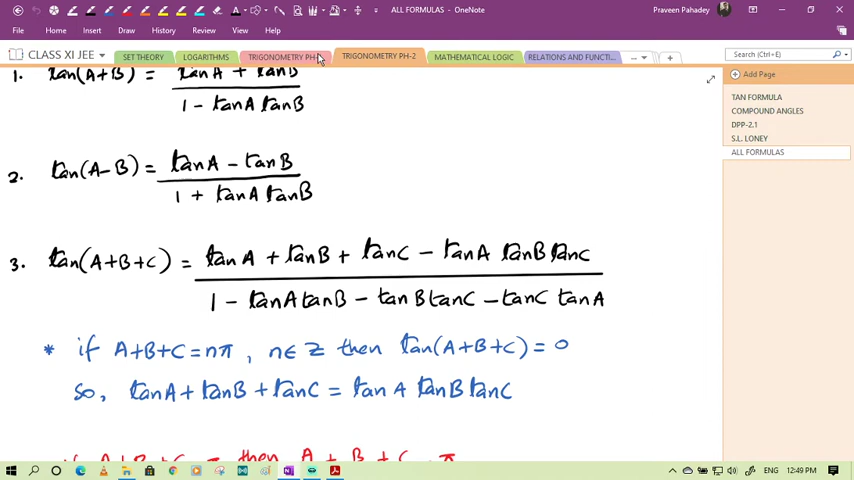 ALL FORMULAS - OneNote
Praveen Pahadey
File Home Insert Draw History Review View Help
CLASS XI JEE
SET THEORY LOGARITHMS TRIGONOMETRY PH- TRIGONOMETRY PH-2 MATHEMATICAL LOGIC RELATIONS AND FUNCTI... ... +
Search (Ctrl+E)
Add Page
TAN FORMULA
COMPOUND ANGLES
DPP-2.1
S.L. LONEY
ALL FORMULAS
1. tan(A+B) = tanA + tanB
1 - tanA tanB
2. tan(A-B) = tanA - tanB
1 + tanA tanB
3. tan(A+B+C) = tanA + tanB + tanC - tanA tanB tanC
1 - tanA tanB - tanB tanC - tanC tanA
* if A+B+C = nπ, n∈Z then tan(A+B+C) = 0
so, tanA + tanB + tanC = tanA tanB tanC
if A+B+C = π then A + B + C = π
ENG 12:49 PM